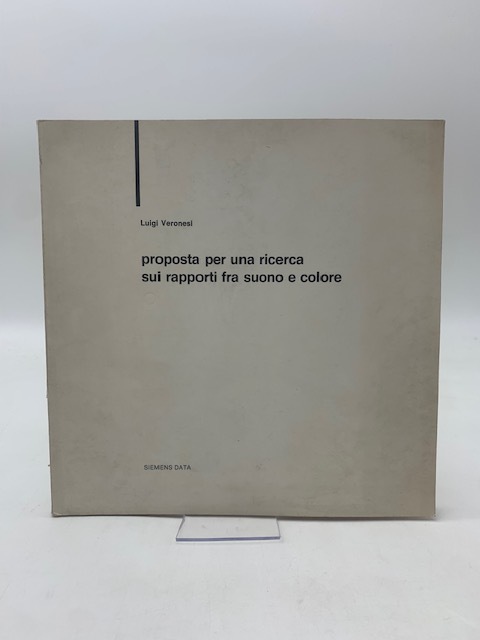 Luigi Veronesi
proposta per una ricerca
sui rapporti fra suono e colore
SIEMENS DATA